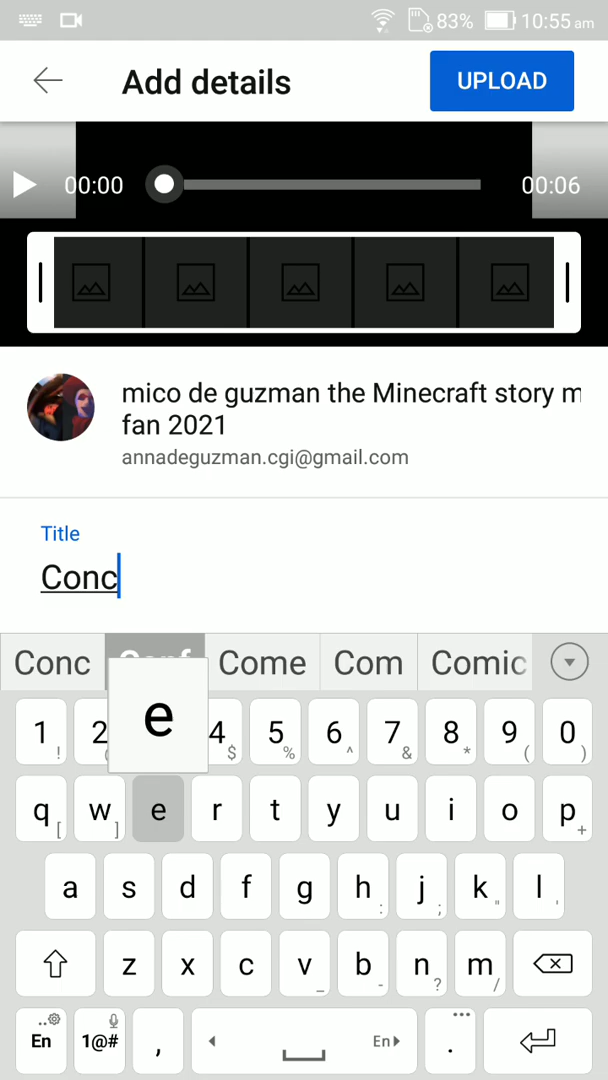 83% 10:55 am
Add details UPLOAD
00:00 00:06
mico de guzman the Minecraft story m
fan 2021
annadeguzman.cgi@gmail.com
Title
Conc
Conc Conf Come Com Comic
e
1 ! 2 4 $ 5 % 6 ^ 7 & 8 * 9 ( 0 )
q [ w ] e r t y u i o p +
a s d f g h : j ; k " l '
z x c v _ b - n ? m /
En 1@# , En . ...